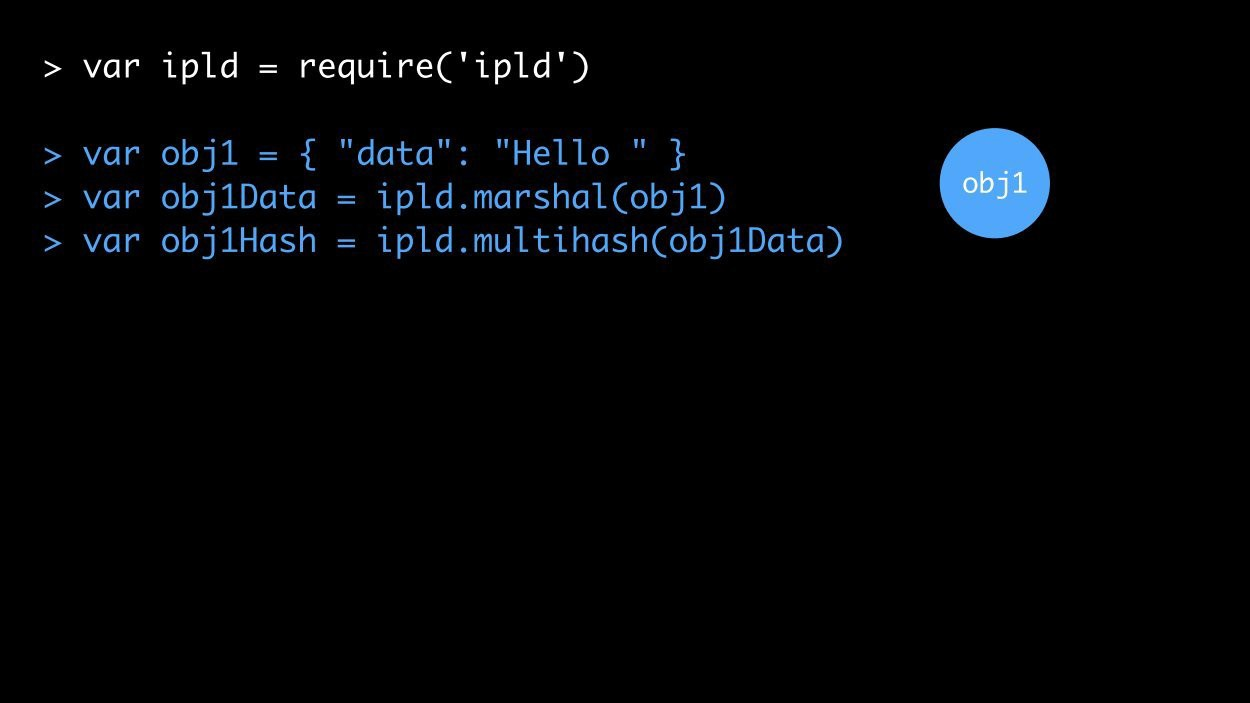 > var ipld = require('ipld')
> var obj1 = { "data": "Hello " }
> var obj1Data = ipld.marshal(obj1)
> var obj1Hash = ipld.multihash(obj1Data)
obj1